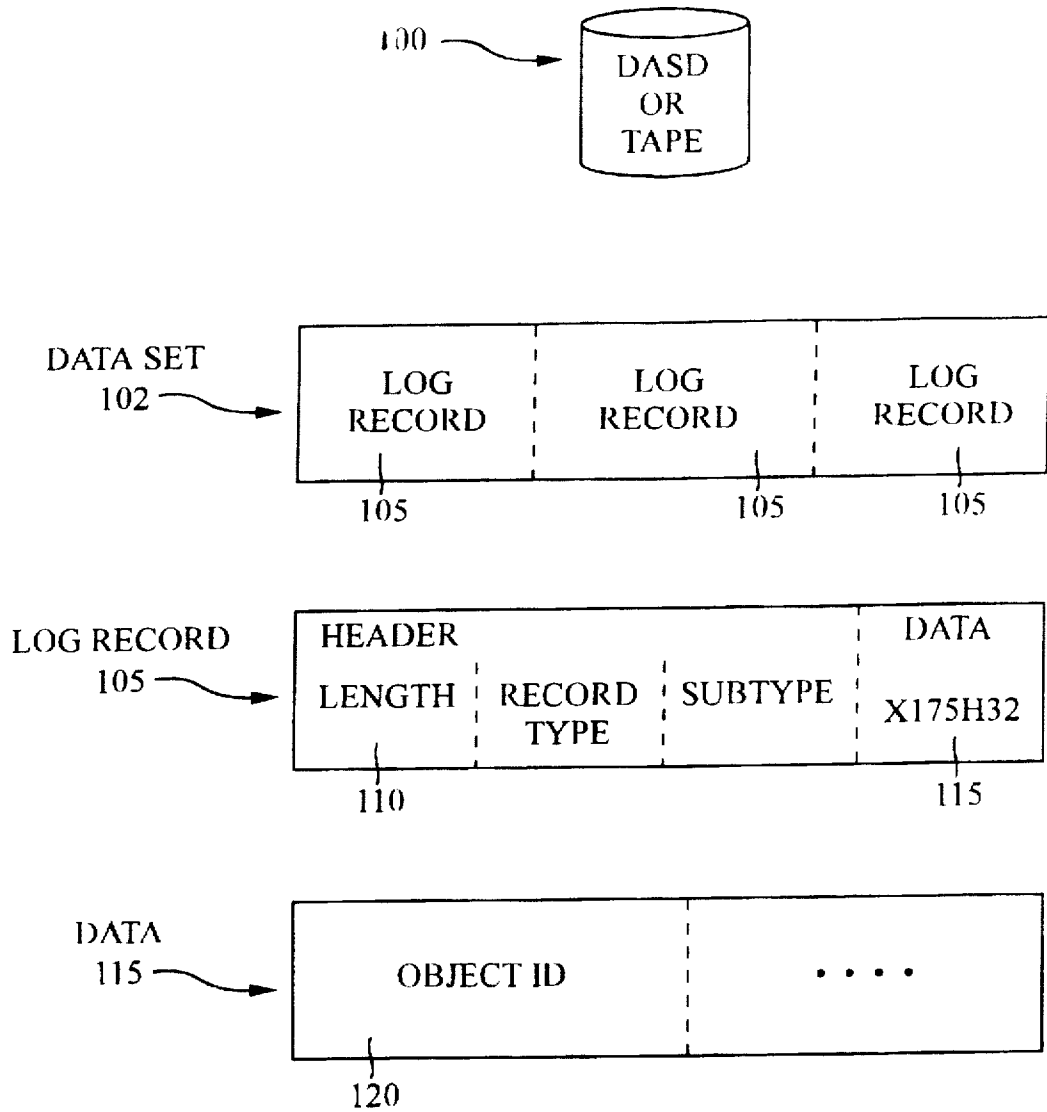 100
DASD
OR
TAPE
DATA SET
102
LOG
RECORD
LOG
RECORD
LOG
RECORD
105
105
105
LOG RECORD
105
HEADER
DATA
LENGTH
RECORD
TYPE
SUBTYPE
X175H32
110
115
DATA
115
OBJECT ID
• • • •
120